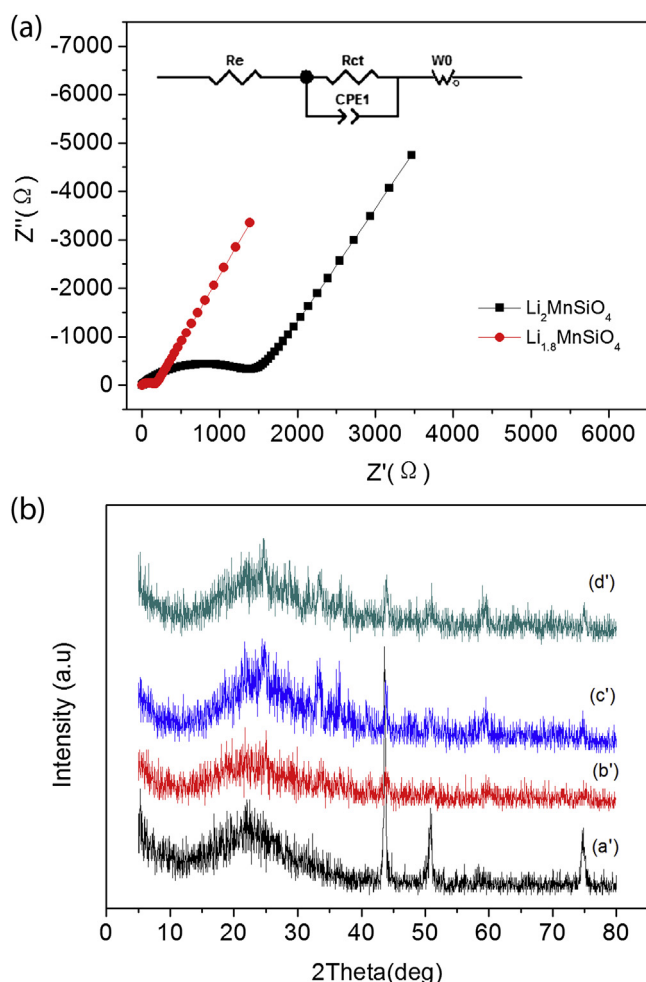 (a)
-7000
-6000
-5000
-4000
-3000
-2000
-1000
0
Z''(Ω)
Re
Rct
W0
CPE1
Li2MnSiO4
Li1.8MnSiO4
0 1000 2000 3000 4000 5000 6000
Z'(Ω)
(b)
Intensity (a.u)
(d')
(c')
(b')
(a')
0 10 20 30 40 50 60 70 80
2Theta(deg)